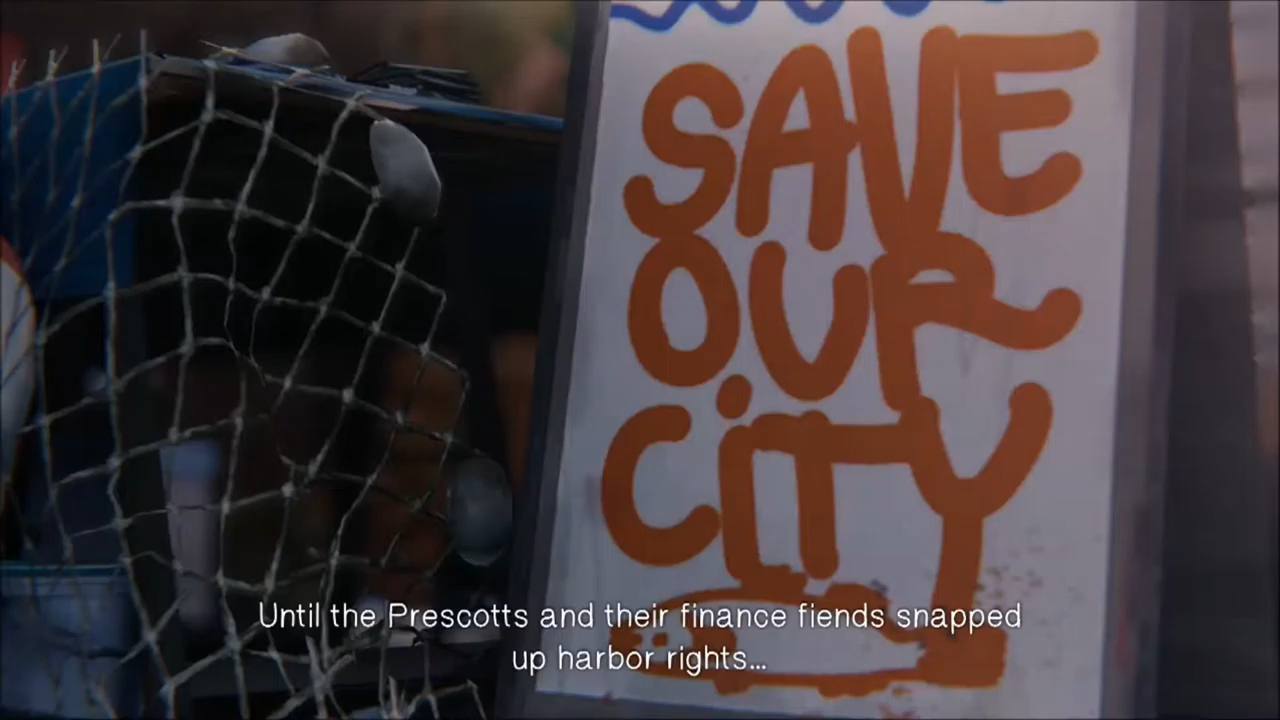 SAVE
OUR
CITY
Until the Prescotts and their finance fiends snapped
up harbor rights...